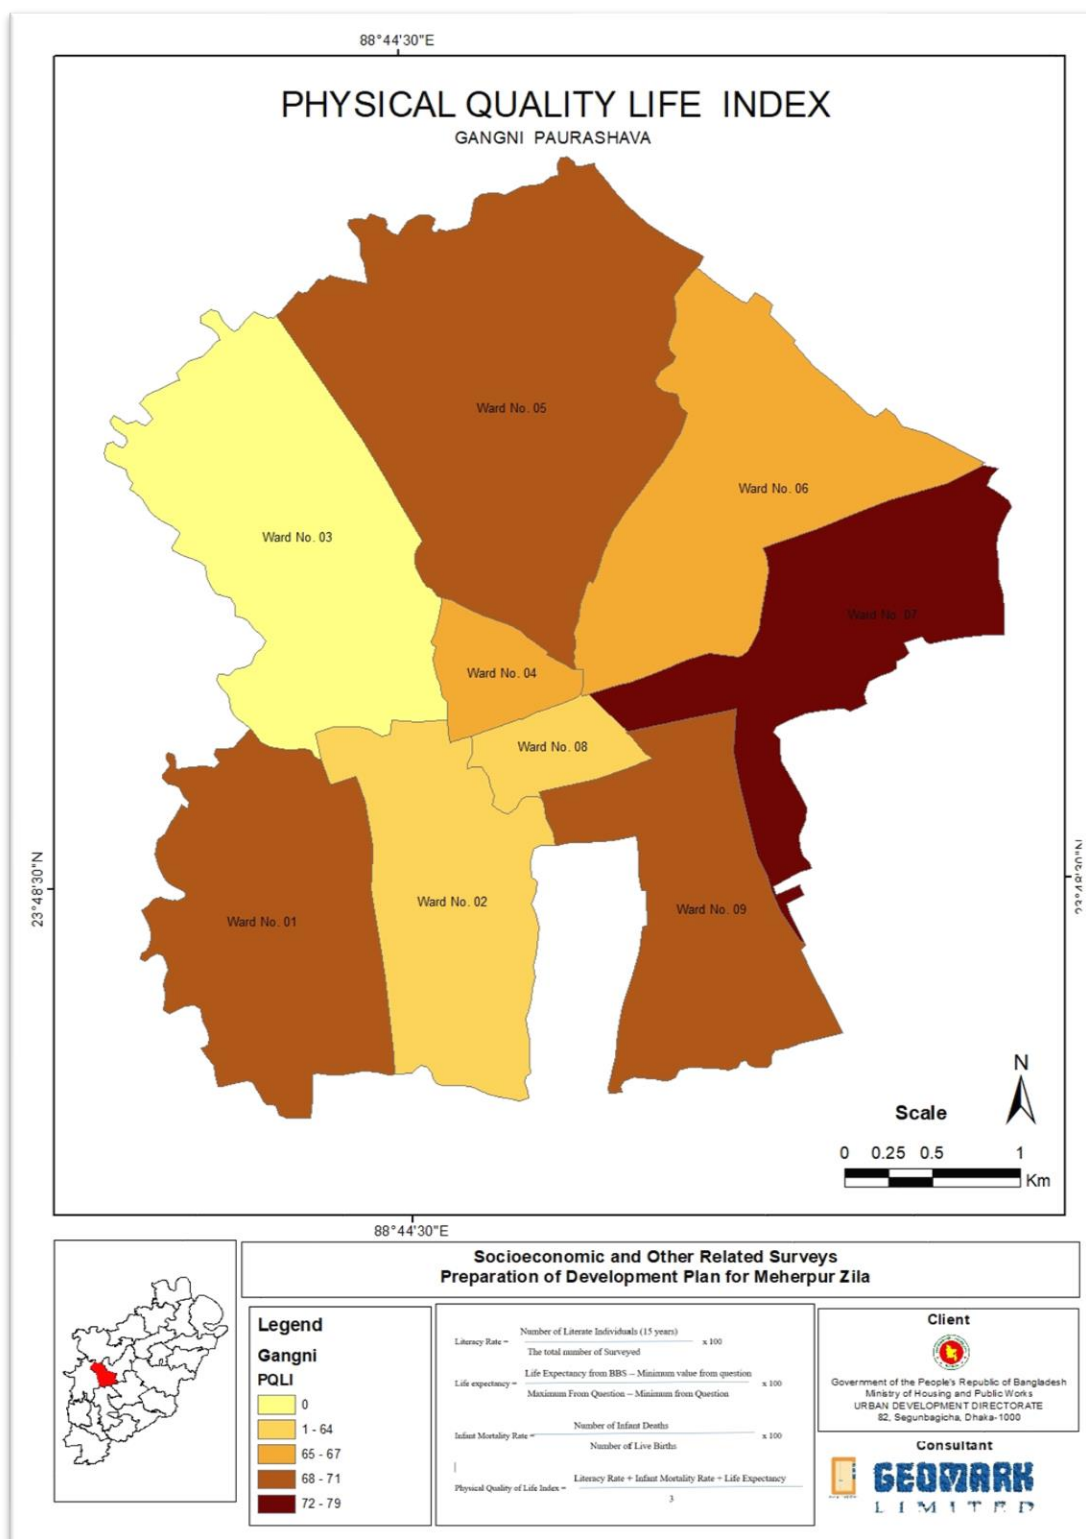 88°44'30"E
PHYSICAL QUALITY LIFE INDEX
GANGNI PAURASHAVA
Ward No. 05
Ward No. 06
Ward No. 03
Ward No. 07
Ward No. 04
Ward No. 08
Ward No. 02
Ward No. 09
Ward No. 01
23°48'30"N
23°48'30"N
N
Scale
0 0.25 0.5 1
Km
88°44'30"E
Socioeconomic and Other Related Surveys
Preparation of Development Plan for Meherpur Zila
Legend
Gangni
PQLI
0
1 - 64
65 - 67
68 - 71
72 - 79
Literacy Rate = Number of Literate Individuals (15 years) x 100
The total number of Surveyed
Life expectancy = Life Expectancy from BBS – Minimum value from question x 100
Maximum From Question – Minimum from Question
Infant Mortality Rate = Number of Infant Deaths x 100
Number of Live Births
Physical Quality of Life Index = Literacy Rate + Infant Mortality Rate + Life Expectancy
3
Client
Government of the People's Republic of Bangladesh
Ministry of Housing and Public Works
URBAN DEVELOPMENT DIRECTORATE
82, Segunbagicha, Dhaka-1000
Consultant
GEOMARK
LIMITED